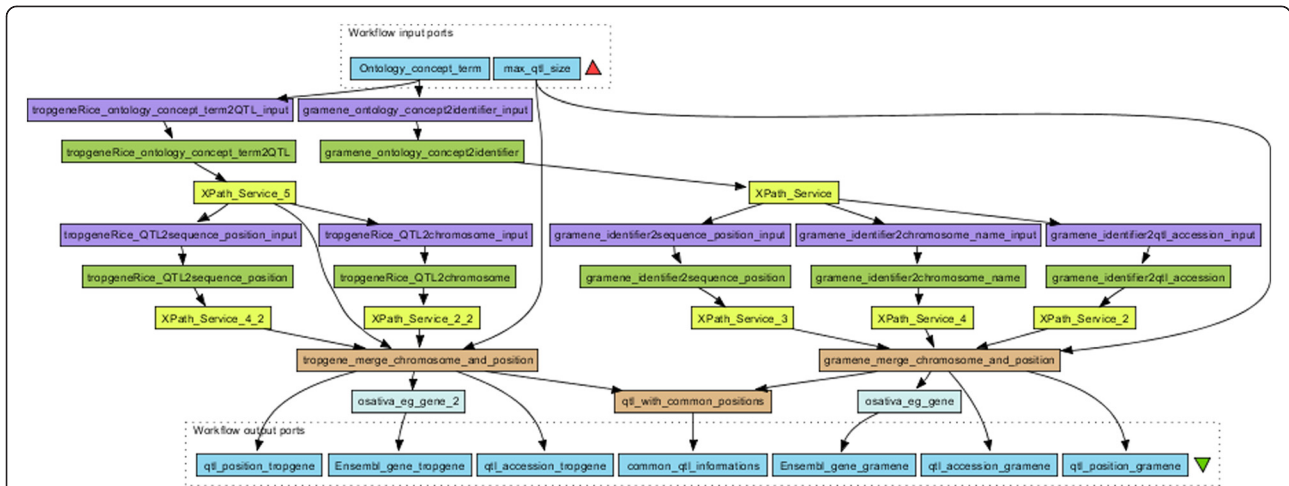 Workflow input ports
Ontology_concept_term max_qtl_size
tropgeneRice_ontology_concept_term2QTL_input gramene_ontology_concept2identifier_input
tropgeneRice_ontology_concept_term2QTL gramene_ontology_concept2identifier
XPath_Service_5 XPath_Service
tropgeneRice_QTL2sequence_position_input tropgeneRice_QTL2chromosome_input gramene_identifier2sequence_position_input gramene_identifier2chromosome_name_input gramene_identifier2qtl_accession_input
tropgeneRice_QTL2sequence_position tropgeneRice_QTL2chromosome gramene_identifier2sequence_position gramene_identifier2chromosome_name gramene_identifier2qtl_accession
XPath_Service_4_2 XPath_Service_2_2 XPath_Service_3 XPath_Service_4 XPath_Service_2
tropgene_merge_chromosome_and_position gramene_merge_chromosome_and_position
osativa_eg_gene_2 qtl_with_common_positions osativa_eg_gene
Workflow output ports
qtl_position_tropgene Ensembl_gene_tropgene qtl_accession_tropgene common_qtl_informations Ensembl_gene_gramene qtl_accession_gramene qtl_position_gramene